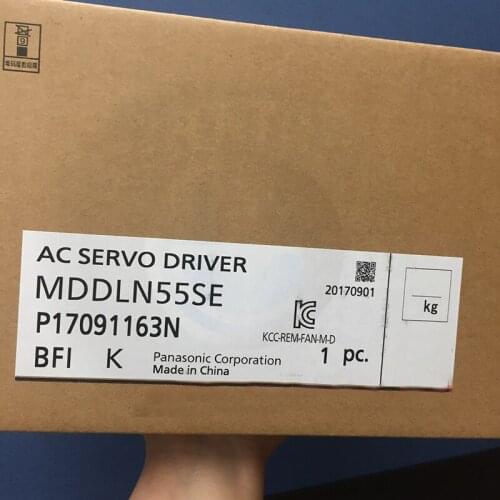 AC SERVO DRIVER
MDDLN55SE
20170901
P17091163N
KCC-REM-FAN-M-D
kg
BFI K
Panasonic Corporation
Made in China
1 pc.